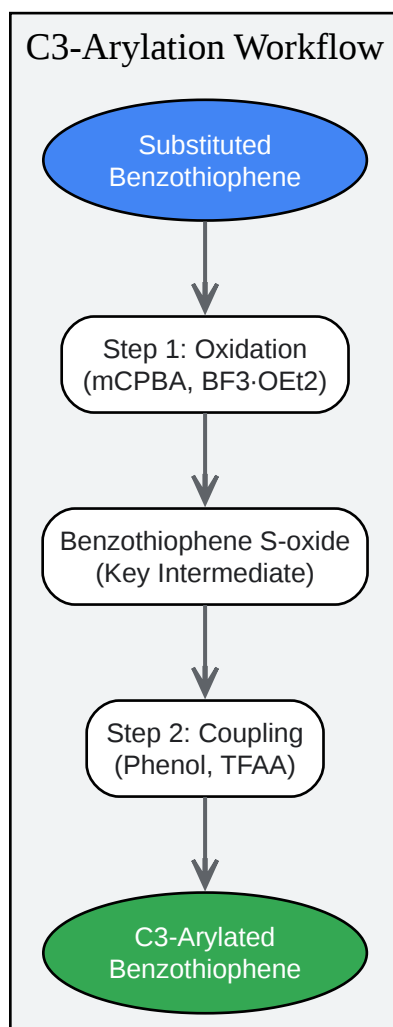 C3-Arylation Workflow
Substituted
Benzothiophene
Step 1: Oxidation
(mCPBA, BF3·OEt2)
Benzothiophene S-oxide
(Key Intermediate)
Step 2: Coupling
(Phenol, TFAA)
C3-Arylated
Benzothiophene